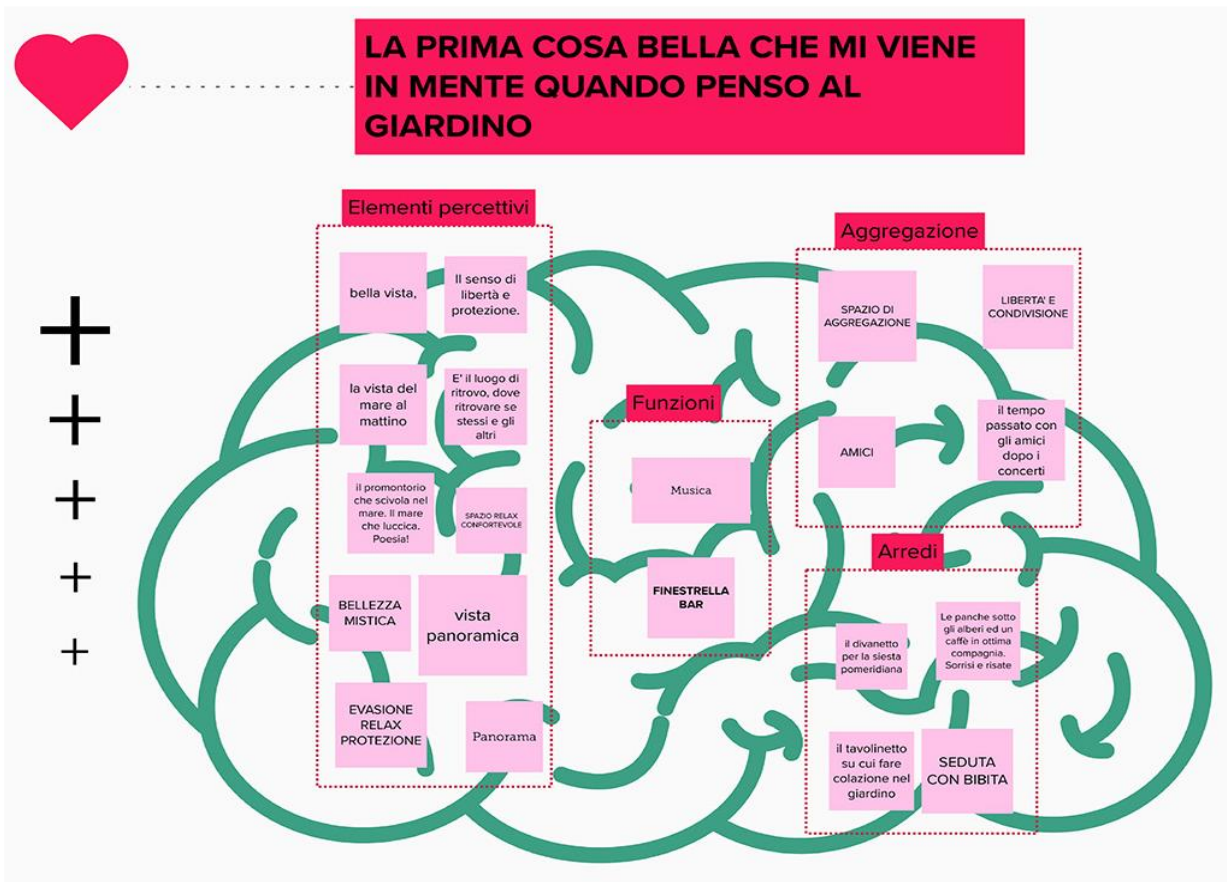 LA PRIMA COSA BELLA CHE MI VIENE
IN MENTE QUANDO PENSO AL
GIARDINO
Elementi percettivi
bella vista,
Il senso di
libertà e
protezione.
la vista del
mare al
mattino
E' il luogo di
ritrovo, dove
ritrovare se
stessi e gli
altri
il promontorio
che scivola nel
mare. Il mare
che luccica.
Poesia!
SPAZIO RELAX
CONFORTEVOLE
BELLEZZA
MISTICA
vista
panoramica
EVASIONE
RELAX
PROTEZIONE
Panorama
Funzioni
Musica
FINESTRELLA
BAR
Aggregazione
SPAZIO DI
AGGREGAZIONE
LIBERTA' E
CONDIVISIONE
AMICI
il tempo
passato con
gli amici
dopo i
concerti
Arredi
il divanetto
per la siesta
pomeridiana
Le panche sotto
gli alberi ed un
caffè in ottima
compagnia.
Sorrisi e risate
il tavolinetto
su cui fare
colazione nel
giardino
SEDUTA
CON BIBITA